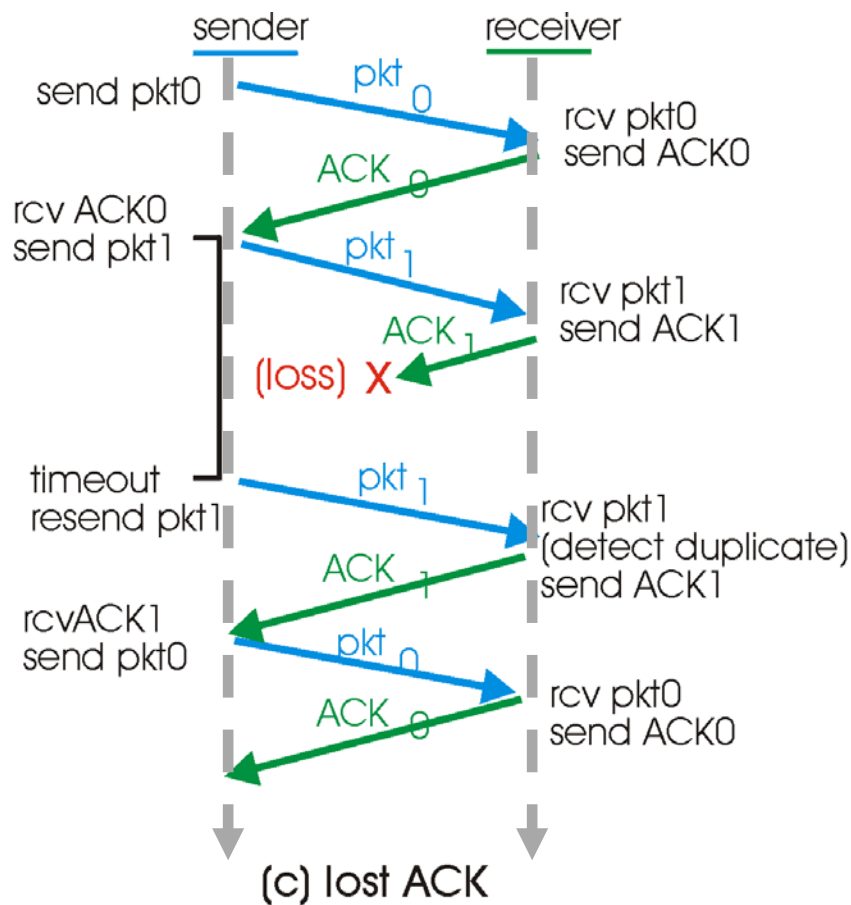 sender
receiver
send pkt0
pkt 0
rcv pkt0
send ACK0
ACK 0
rcv ACK0
send pkt1
pkt 1
rcv pkt1
send ACK1
ACK 1
(loss) X
timeout
resend pkt1
pkt 1
rcv pkt1
(detect duplicate)
send ACK1
ACK 1
rcvACK1
send pkt0
pkt 0
rcv pkt0
send ACK0
ACK 0
(c) lost ACK